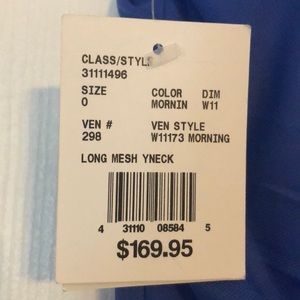 CLASS/STYLE
31111496
SIZE COLOR DIM
0 MORNIN W11
VEN # VEN STYLE
298 W11173 MORNING
LONG MESH YNECK
4 31110 08584 5
$169.95